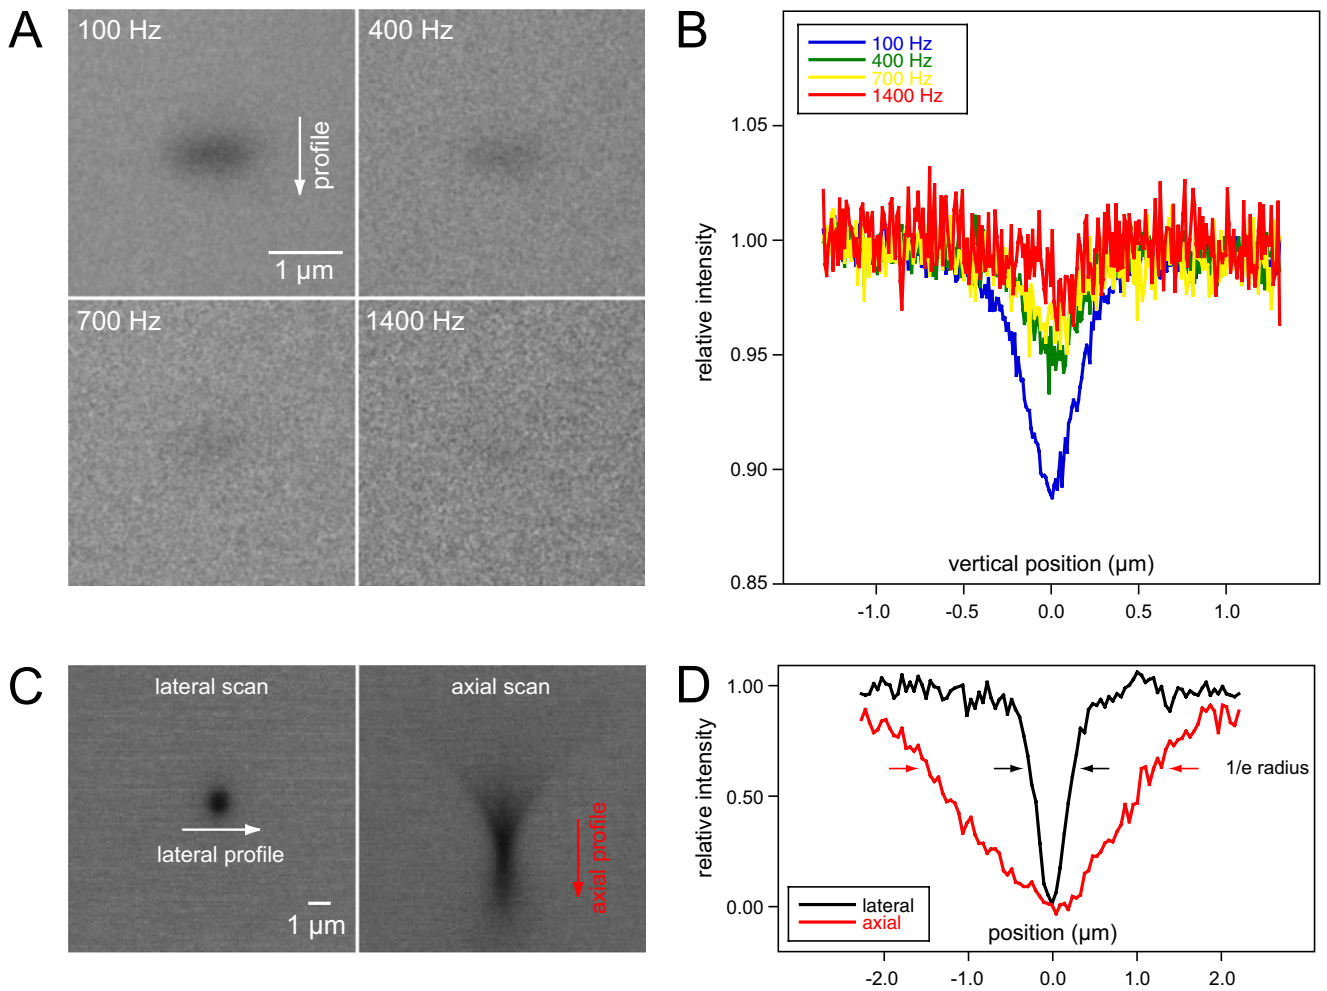 A
100 Hz
400 Hz
profile
1 µm
700 Hz
1400 Hz
B
100 Hz
400 Hz
700 Hz
1400 Hz
relative intensity
1.05
1.00
0.95
0.90
0.85
vertical position (µm)
-1.0 -0.5 0.0 0.5 1.0
C
lateral scan
lateral profile
1 µm
axial scan
axial profile
D
relative intensity
1.00
0.50
0.00
1/e radius
lateral
axial
position (µm)
-2.0 -1.0 0.0 1.0 2.0